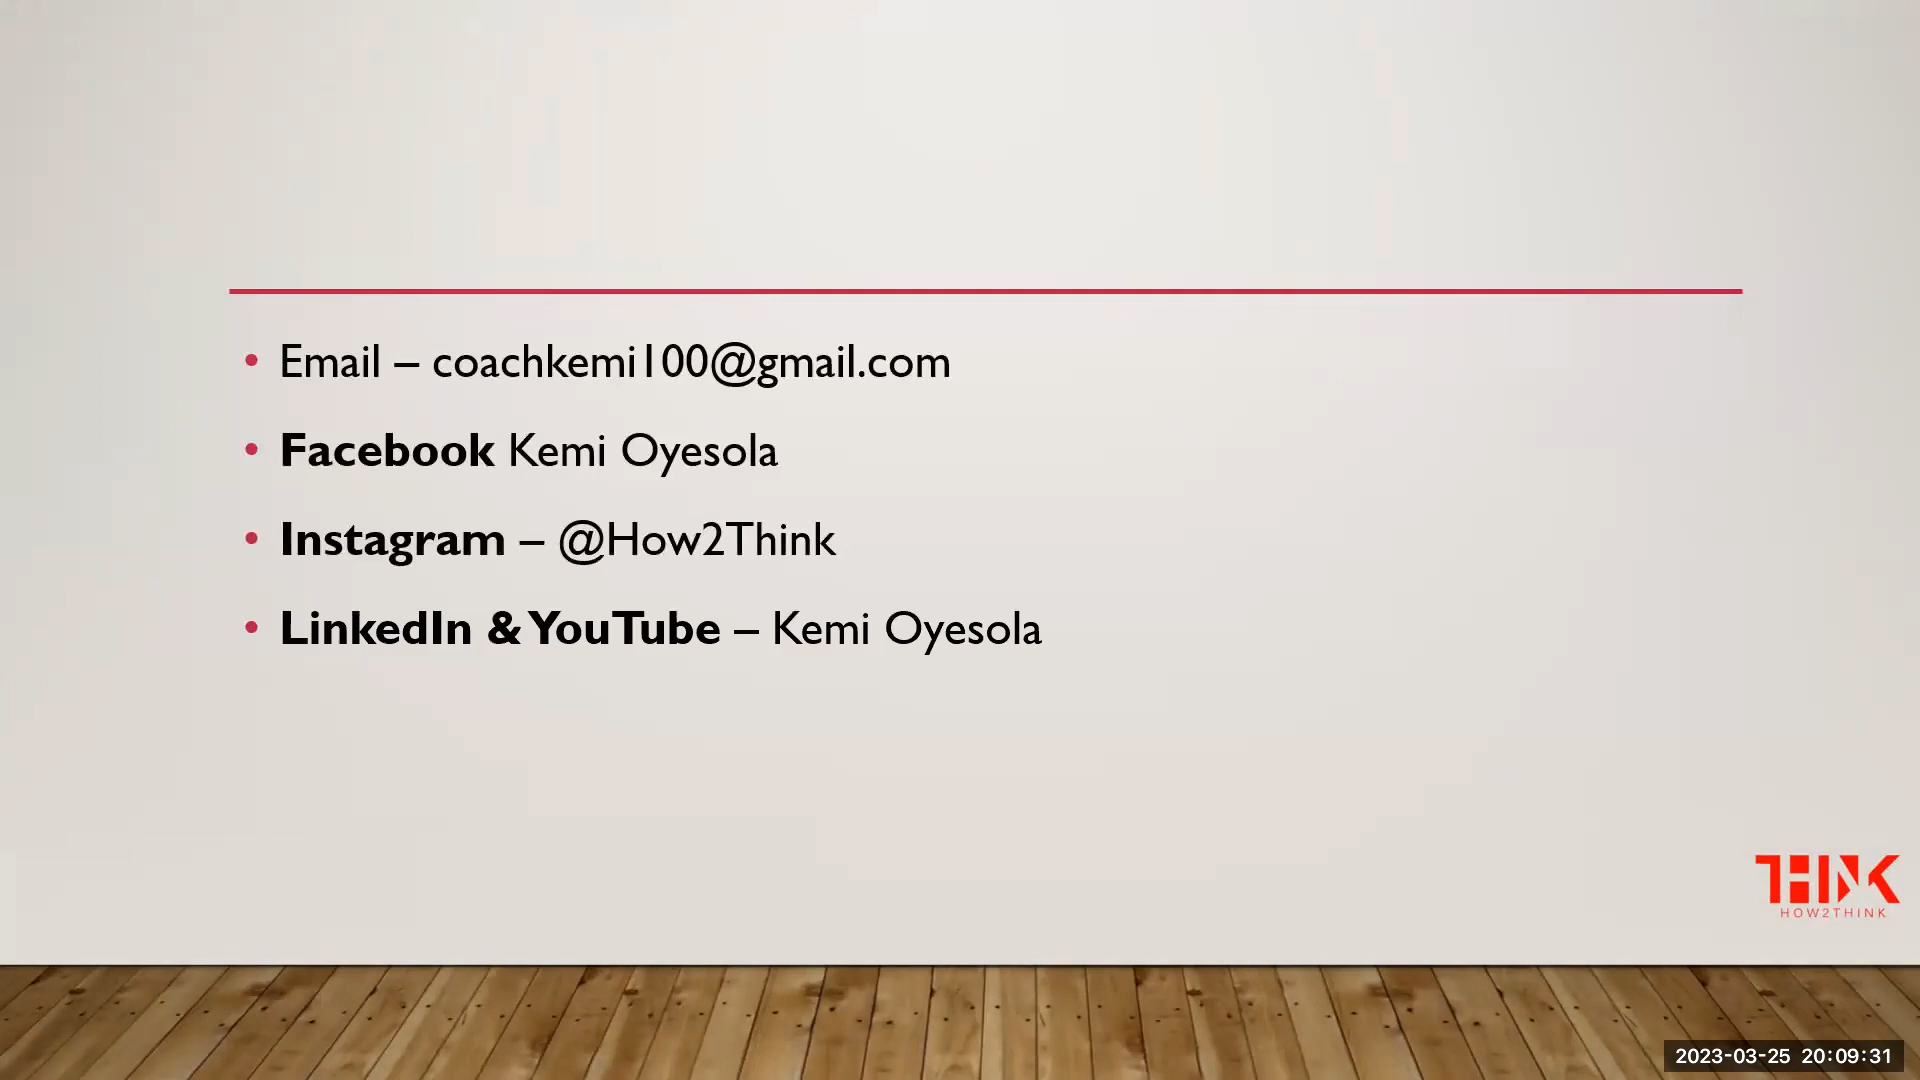 • Email – coachkemi100@gmail.com
• Facebook Kemi Oyesola
• Instagram – @How2Think
• LinkedIn & YouTube – Kemi Oyesola
THINK
HOW2THINK
2023-03-25 20:09:31